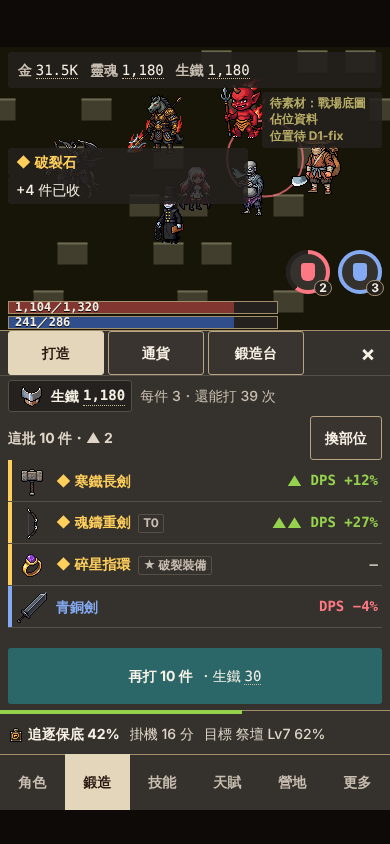 金 31.5K 靈魂 1,180 生鐵 1,180
待素材：戰場底圖
佔位資料
位置待 D1-fix
◆ 破裂石
+4 件已收
2
3
1,104／1,320
241／286
打造
通貨
鍛造台
×
生鐵 1,180
每件 3・還能打 39 次
這批 10 件・▲ 2
換部位
◆ 寒鐵長劍
▲ DPS +12%
◆ 魂鑄重劍 T0
▲▲ DPS +27%
◆ 碎星指環 ★ 破裂裝備
—
青銅劍
DPS −4%
再打 10 件 ・生鐵 30
追逐保底 42% 掛機 16 分 目標 祭壇 Lv7 62%
角色
鍛造
技能
天賦
營地
更多